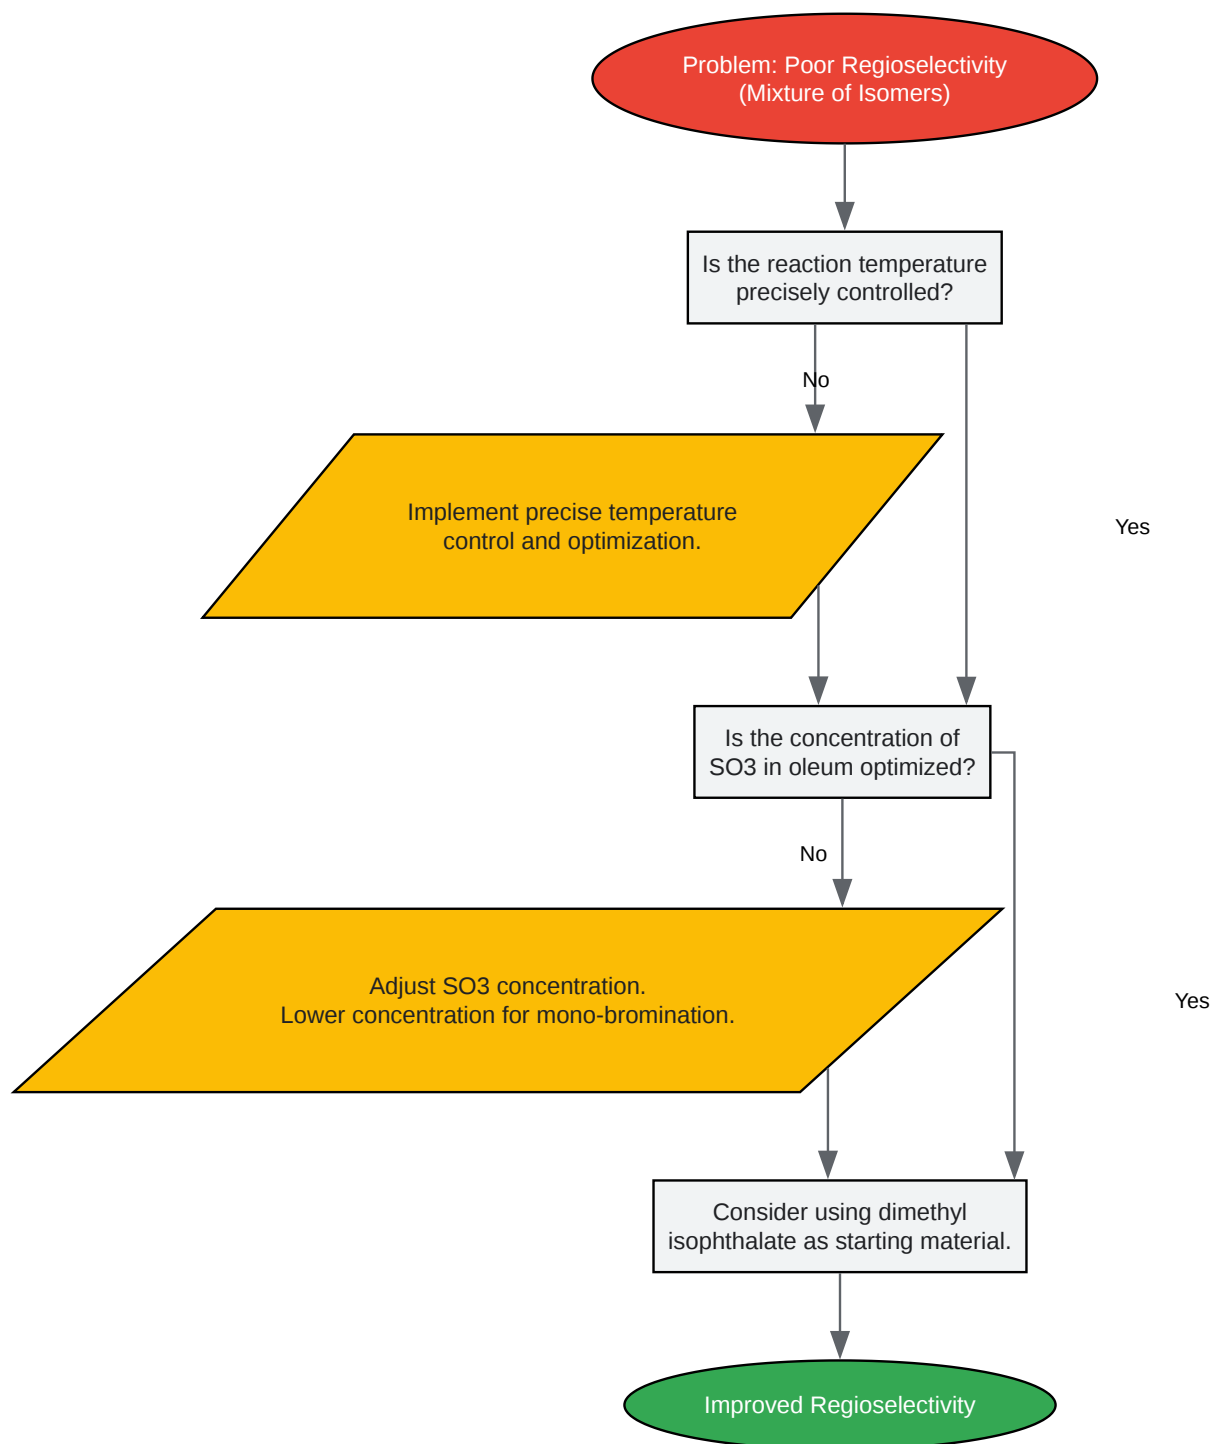 Problem: Poor Regioselectivity
(Mixture of Isomers)
Is the reaction temperature
precisely controlled?
No
Implement precise temperature
control and optimization.
Yes
Is the concentration of
SO3 in oleum optimized?
No
Adjust SO3 concentration.
Lower concentration for mono-bromination.
Yes
Consider using dimethyl
isophthalate as starting material.
Improved Regioselectivity